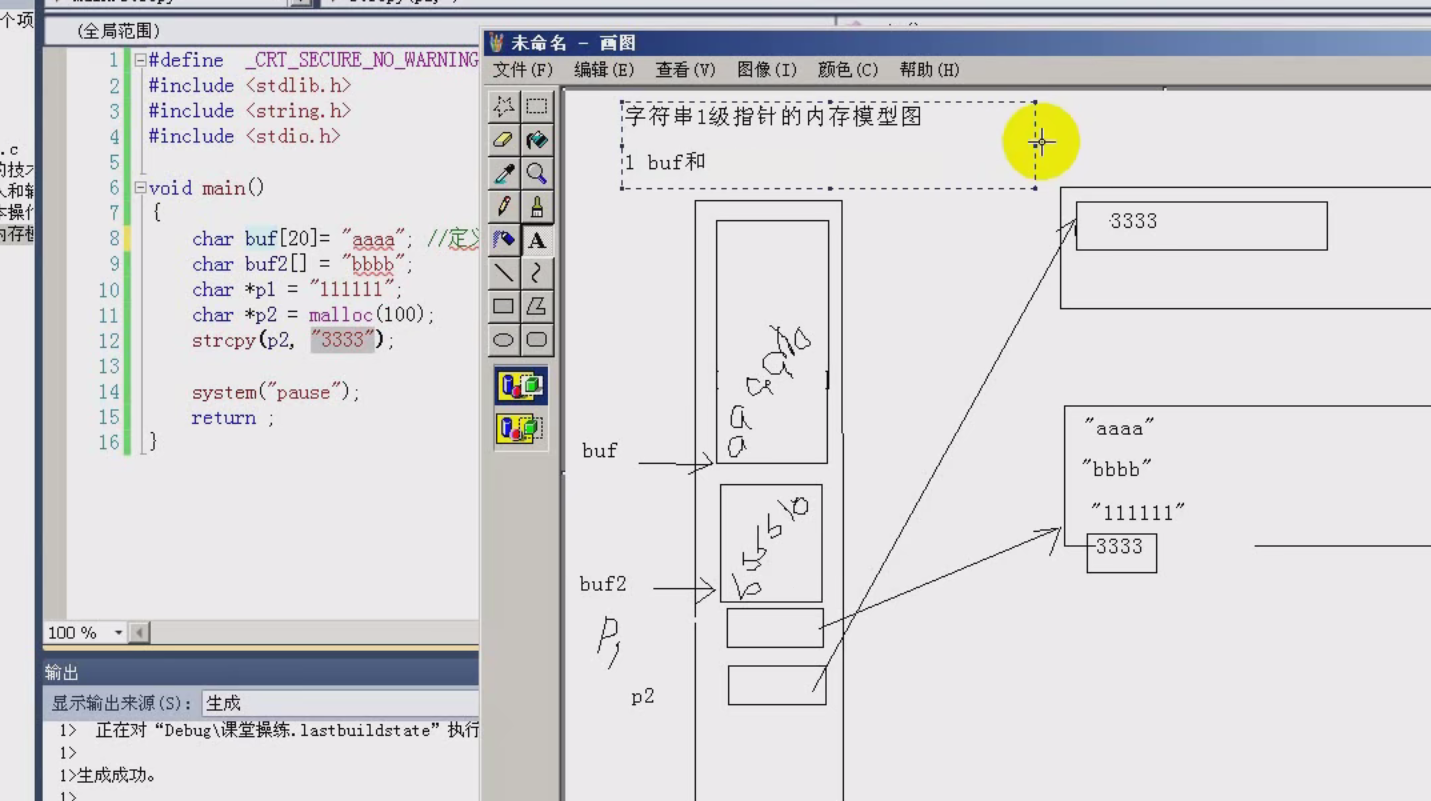 (全局范围)
1 #define _CRT_SECURE_NO_WARNING
2 #include <stdlib.h>
3 #include <string.h>
4 #include <stdio.h>
5
6 void main()
7 {
8 char buf[20]= "aaaa"; //定义
9 char buf2[] = "bbbb";
10 char *p1 = "111111";
11 char *p2 = malloc(100);
12 strcpy(p2, "3333");
13
14 system("pause");
15 return ;
16 }
100 %
输出
显示输出来源(S): 生成
1> 正在对“Debug\课堂操练.lastbuildstate”执行
1>
1>生成成功。
1>
个项
.c
本操作
未命名 - 画图
文件(F) 编辑(E) 查看(V) 图像(I) 颜色(C) 帮助(H)
字符串1级指针的内存模型图
1 buf和
3333
a a a a \0
buf
b b b b \0
buf2
P1
p2
"aaaa"
"bbbb"
"111111"
3333